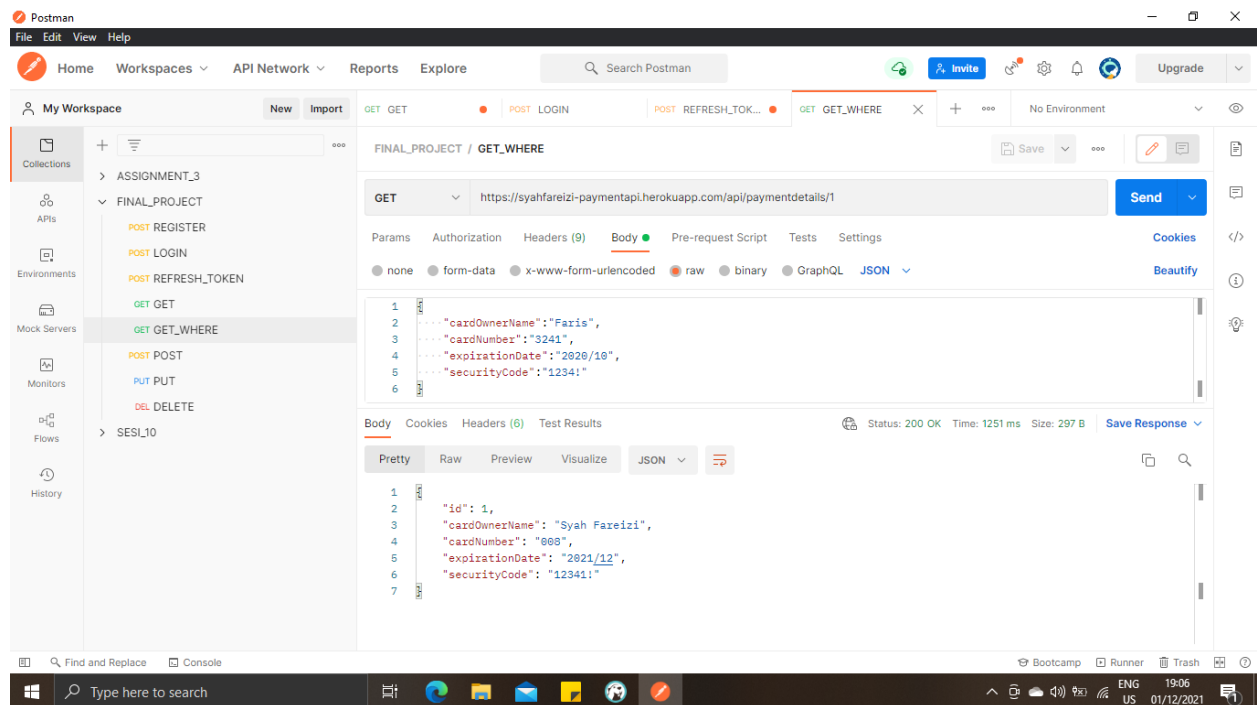 Postman
File Edit View Help
Home Workspaces API Network Reports Explore Search Postman Invite Upgrade
My Workspace New Import GET GET POST LOGIN POST REFRESH_TOK... GET GET_WHERE No Environment
Collections
APIs
Environments
Mock Servers
Monitors
Flows
History
ASSIGNMENT_3
FINAL_PROJECT
POST REGISTER
POST LOGIN
POST REFRESH_TOKEN
GET GET
GET GET_WHERE
POST POST
PUT PUT
DEL DELETE
SESI_10
FINAL_PROJECT / GET_WHERE Save
GET https://syahfareizi-paymentapi.herokuapp.com/api/paymentdetails/1 Send
Params Authorization Headers (9) Body Pre-request Script Tests Settings Cookies
none form-data x-www-form-urlencoded raw binary GraphQL JSON Beautify
1 {
2 ····"cardOwnerName":"Faris",
3 ····"cardNumber":"3241",
4 ····"expirationDate":"2020/10",
5 ····"securityCode":"1234!"
6 }
Body Cookies Headers (6) Test Results Status: 200 OK Time: 1251 ms Size: 297 B Save Response
Pretty Raw Preview Visualize JSON
1 {
2 "id": 1,
3 "cardOwnerName": "Syah Fareizi",
4 "cardNumber": "008",
5 "expirationDate": "2021/12",
6 "securityCode": "12341!"
7 }
Find and Replace Console Bootcamp Runner Trash
Type here to search ENG 19:06
US 01/12/2021 1